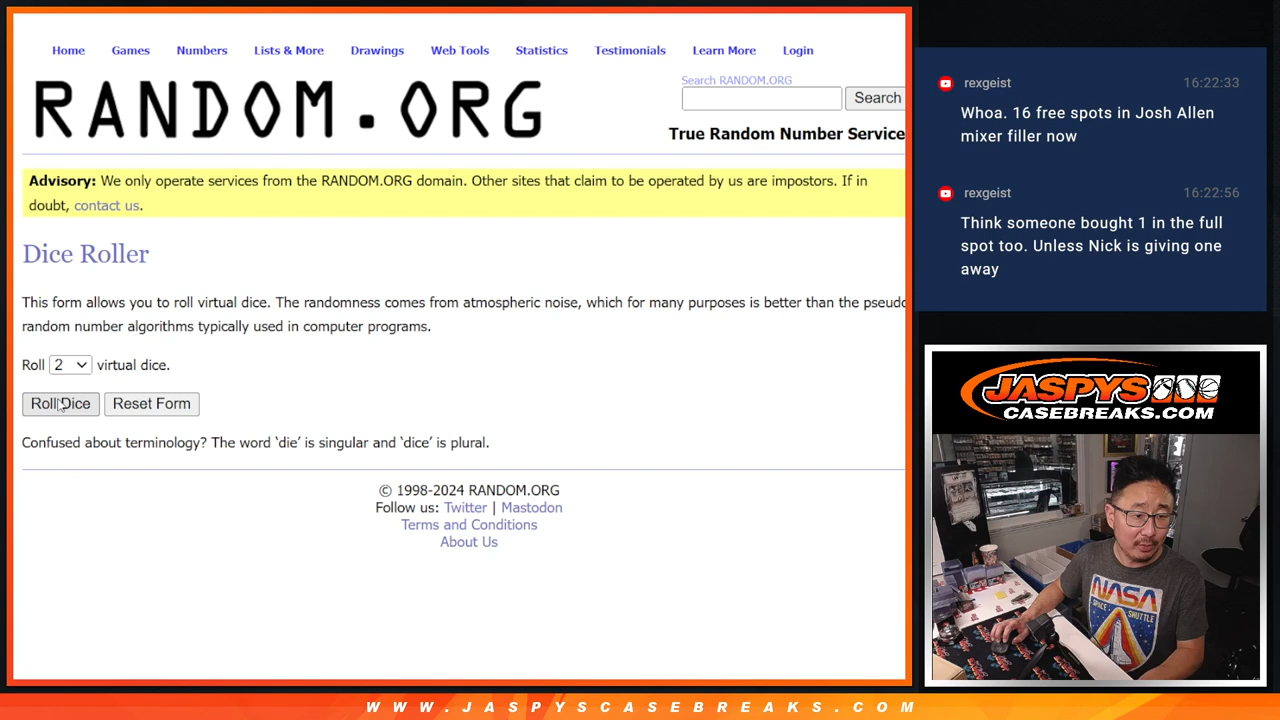 Home Games Numbers Lists & More Drawings Web Tools Statistics Testimonials Learn More Login
RANDOM.ORG
Search RANDOM.ORG
Search
True Random Number Service
Advisory: We only operate services from the RANDOM.ORG domain. Other sites that claim to be operated by us are impostors. If in
doubt, contact us.
Dice Roller
This form allows you to roll virtual dice. The randomness comes from atmospheric noise, which for many purposes is better than the pseudo
random number algorithms typically used in computer programs.
Roll 2 virtual dice.
Roll Dice Reset Form
Confused about terminology? The word ‘die’ is singular and ‘dice’ is plural.
© 1998-2024 RANDOM.ORG
Follow us: Twitter | Mastodon
Terms and Conditions
About Us
rexgeist 16:22:33
Whoa. 16 free spots in Josh Allen
mixer filler now
rexgeist 16:22:56
Think someone bought 1 in the full
spot too. Unless Nick is giving one
away
JASPYS
CASEBREAKS.COM
NASA
SPACE SHUTTLE
WWW.JASPYSCASEBREAKS.COM